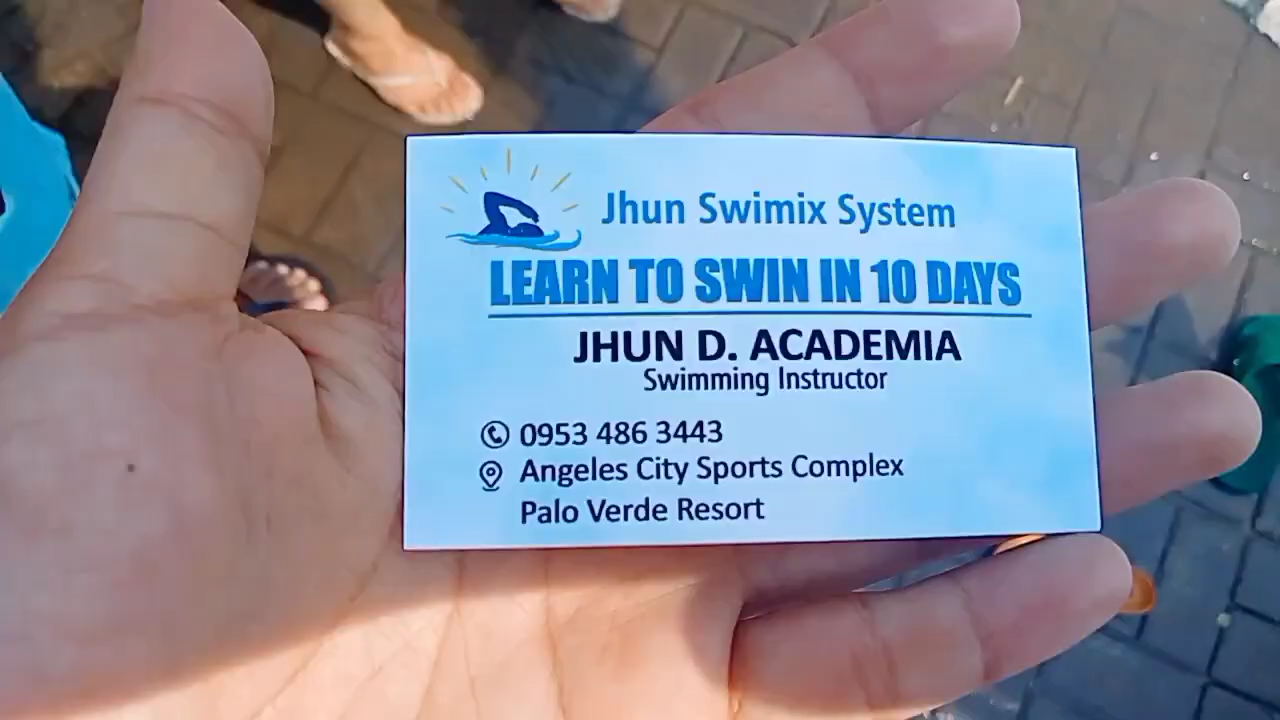 Jhun Swimix System
LEARN TO SWIN IN 10 DAYS
JHUN D. ACADEMIA
Swimming Instructor
0953 486 3443
Angeles City Sports Complex
Palo Verde Resort